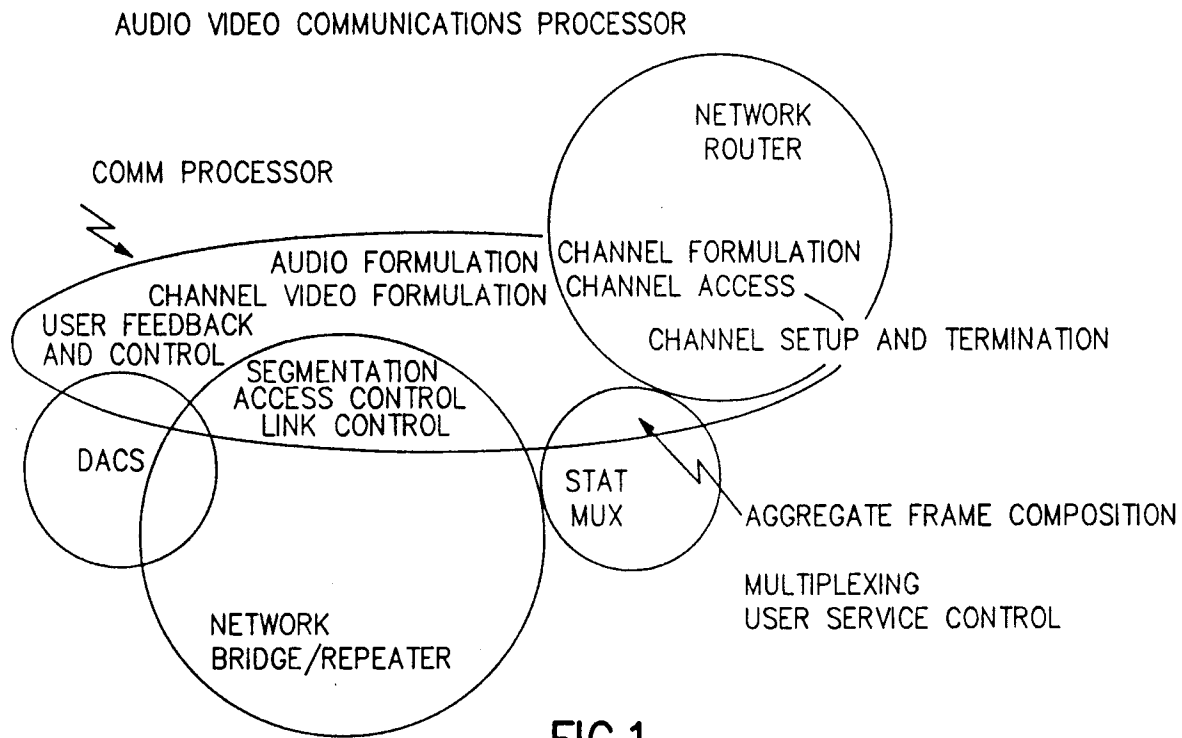 AUDIO VIDEO COMMUNICATIONS PROCESSOR
NETWORK
ROUTER
COMM PROCESSOR
CHANNEL FORMULATION
CHANNEL ACCESS
AUDIO FORMULATION
CHANNEL VIDEO FORMULATION
USER FEEDBACK
AND CONTROL
CHANNEL SETUP AND TERMINATION
SEGMENTATION
ACCESS CONTROL
LINK CONTROL
DACS
STAT
MUX
AGGREGATE FRAME COMPOSITION
MULTIPLEXING
USER SERVICE CONTROL
NETWORK
BRIDGE/REPEATER
FIG.1